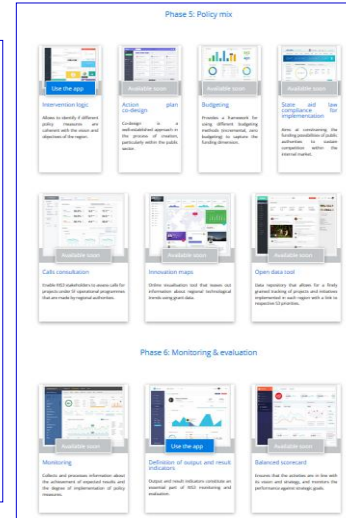 Phase 5: Policy mix
Use the app
Available soon
Available soon
Available soon
Intervention logic
Allows to identify if different
policy measures are
coherent with the vision and
objectives of the region.
Action plan
co-design
Co-design is a
well-established approach in
the process of creation,
particularly within the public
sector.
Budgeting
Provides a framework for
using different budgeting
methods (incremental, zero
budgeting) to capture the
funding dimension.
State aid law
compliance for
implementation
Aims at constraining the
funding possibilities of public
authorities to sustain
competition within the
internal market.
Available soon
Available soon
Available soon
Calls consultation
Enable RIS3 stakeholders to assess calls for
projects under SF operational programmes
that are made by regional authorities.
Innovation maps
Online visualisation tool that teases out
information about regional technological
trends using grant data.
Open data tool
Data repository that allows for a finely
grained tracking of projects and initiatives
implemented in each region with a link to
respective S3 priorities.
Phase 6: Monitoring & evaluation
Available soon
Use the app
Available soon
Monitoring
Collects and processes information about
the achievement of expected results and
the degree of implementation of policy
measures.
Definition of output and result
indicators
Output and result indicators constitute an
essential part of RIS3 monitoring and
evaluation.
Balanced scorecard
Ensures that the activities are in line with
its vision and strategy, and monitors the
performance against strategic goals.